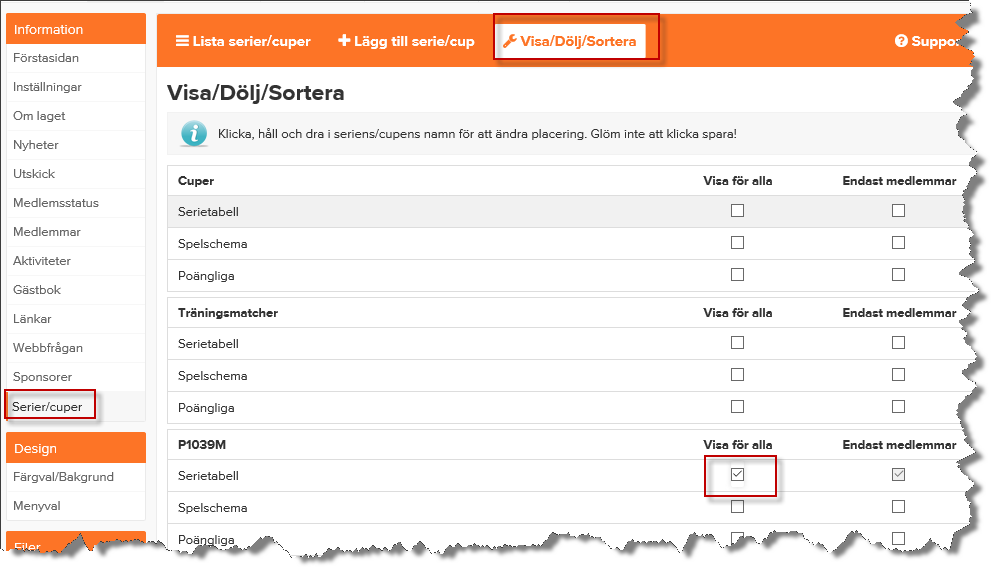 Information
Förstasidan
Inställningar
Om laget
Nyheter
Utskick
Medlemsstatus
Medlemmar
Aktiviteter
Gästbok
Länkar
Webbfrågan
Sponsorer
Serier/cuper
Design
Färgval/Bakgrund
Menyval
Filer
Lista serier/cuper Lägg till serie/cup Visa/Dölj/Sortera Suppo
Visa/Dölj/Sortera
Klicka, håll och dra i seriens/cupens namn för att ändra placering. Glöm inte att klicka spara!
Cuper Visa för alla Endast medlemmar
Serietabell
Spelschema
Poängliga
Träningsmatcher Visa för alla Endast medlemmar
Serietabell
Spelschema
Poängliga
P1039M Visa för alla Endast medlemmar
Serietabell
Spelschema
Poängliga